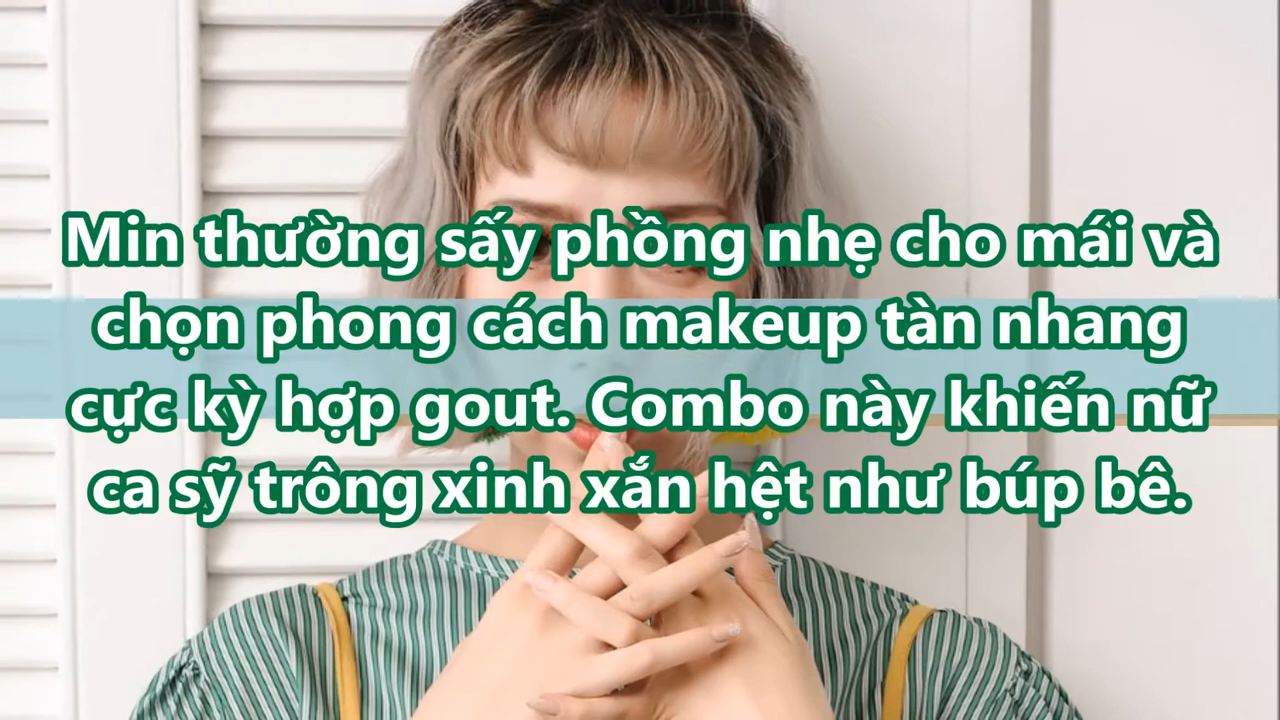 Min thường sấy phồng nhẹ cho mái và
chọn phong cách makeup tàn nhang
cực kỳ hợp gout. Combo này khiến nữ
ca sỹ trông xinh xắn hệt như búp bê.